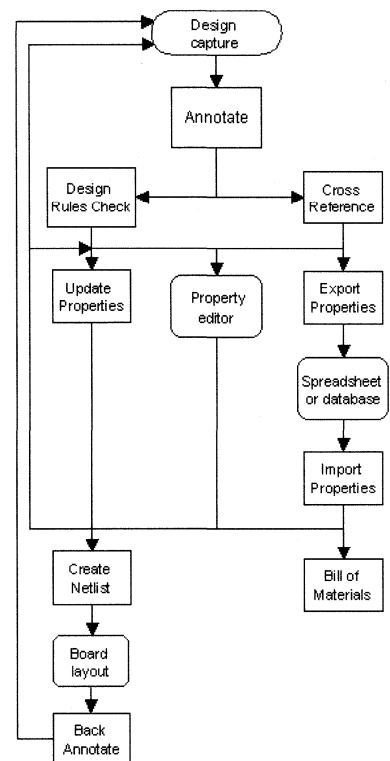 Design
capture
Annotate
Design
Rules Check
Cross
Reference
Update
Properties
Property
editor
Export
Properties
Spreadsheet
or database
Import
Properties
Create
Netlist
Bill of
Materials
Board
layout
Back
Annotate